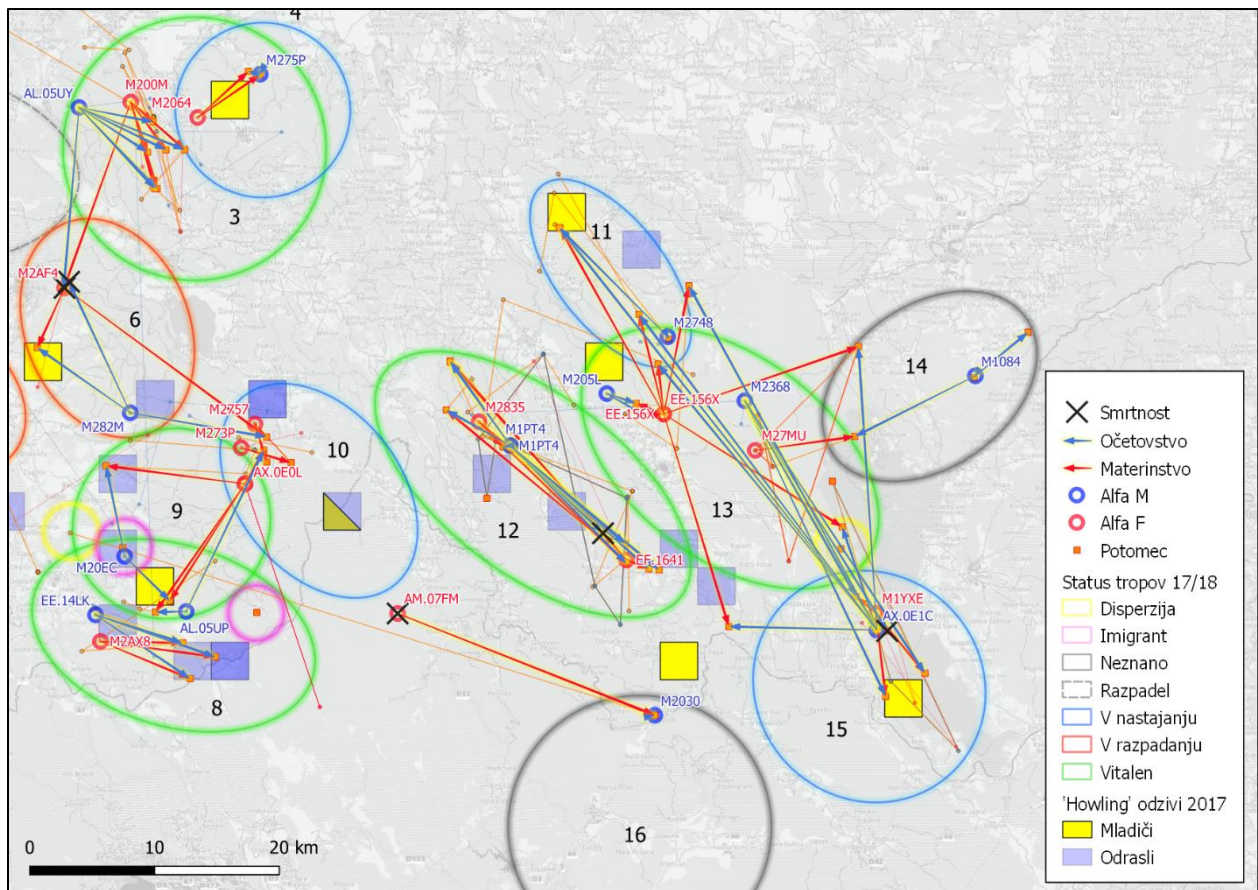 4
M275P
M200M
AL.05UY
M2064
3
11
M2AF4
6
M2748
14
M1084
M205L
M2368
EE.156X
EE.156X
M2757
M282M
M2835
M273P
M1PT4
M1PT4
M27MU
10
AX.0E0L
9
12
13
M20EC
EF.1641
EE.14LK
AL.05UP
AM.07FM
M1YXE
AX.0E1C
M2AX8
8
M2030
15
16
0 10 20 km
Smrtnost
Očetovstvo
Materinstvo
Alfa M
Alfa F
Potomec
Status tropov 17/18
Disperzija
Imigrant
Neznano
Razpadel
V nastajanju
V razpadanju
Vitalen
'Howling' odzivi 2017
Mladiči
Odrasli